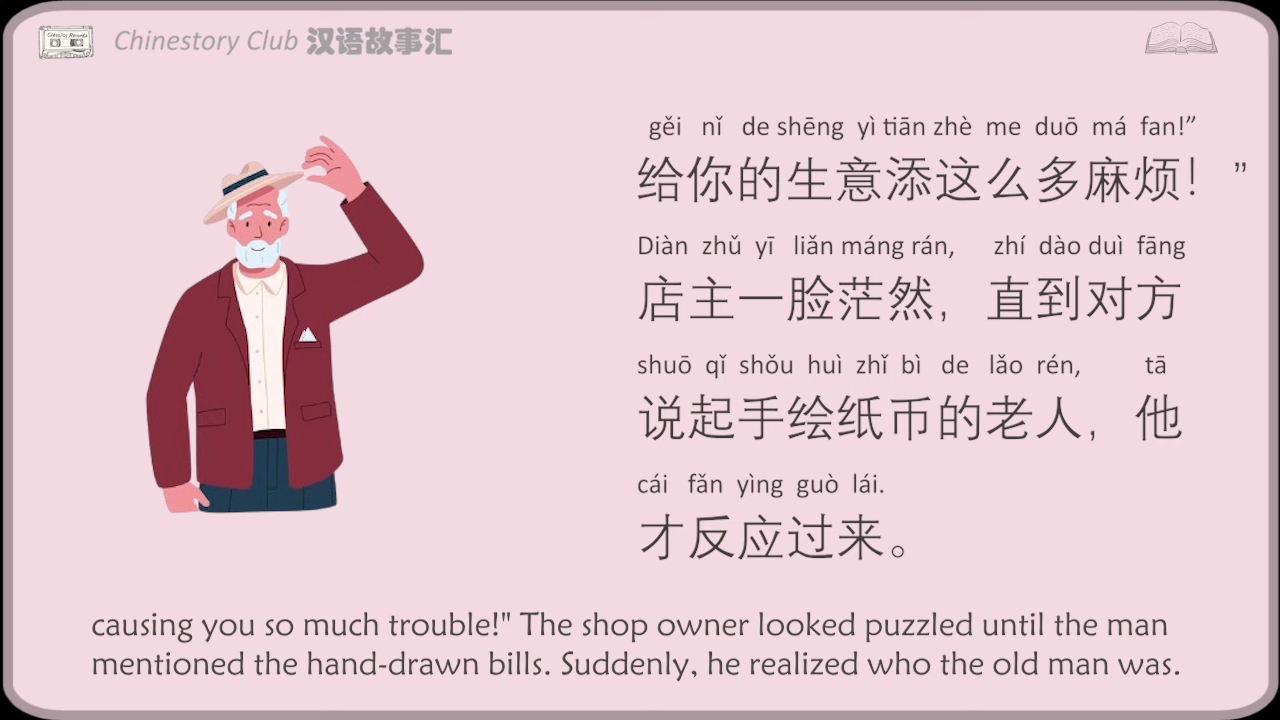 Classics Records
Chinestory Club 汉语故事汇
gěi nǐ de shēng yì tiān zhè me duō má fan!”
给你的生意添这么多麻烦！”
Diàn zhǔ yī liǎn máng rán, zhí dào duì fāng
店主一脸茫然，直到对方
shuō qǐ shǒu huì zhǐ bì de lǎo rén, tā
说起手绘纸币的老人，他
cái fǎn yìng guò lái.
才反应过来。
causing you so much trouble!" The shop owner looked puzzled until the man
mentioned the hand-drawn bills. Suddenly, he realized who the old man was.